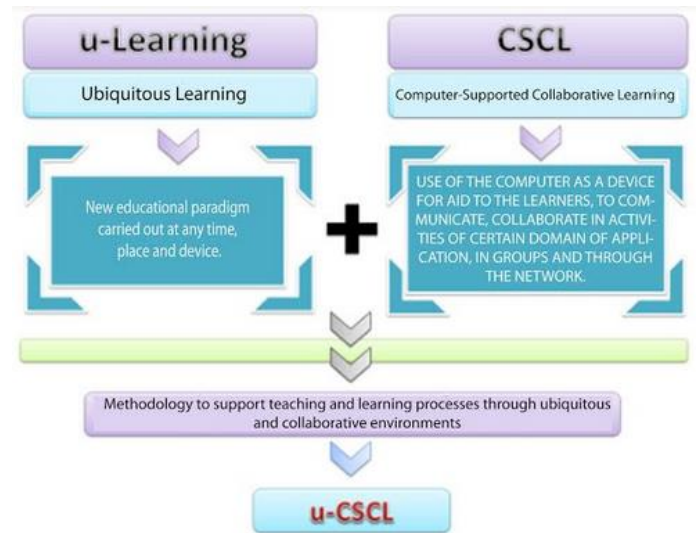 u-Learning
Ubiquitous Learning
New educational paradigm
carried out at any time,
place and device.
CSCL
Computer-Supported Collaborative Learning
USE OF THE COMPUTER AS A DEVICE
FOR AID TO THE LEARNERS, TO COM-
MUNICATE, COLLABORATE IN ACTIVI-
TIES OF CERTAIN DOMAIN OF APPLI-
CATION, IN GROUPS AND THROUGH
THE NETWORK.
+
Methodology to support teaching and learning processes through ubiquitous
and collaborative environments
u-CSCL